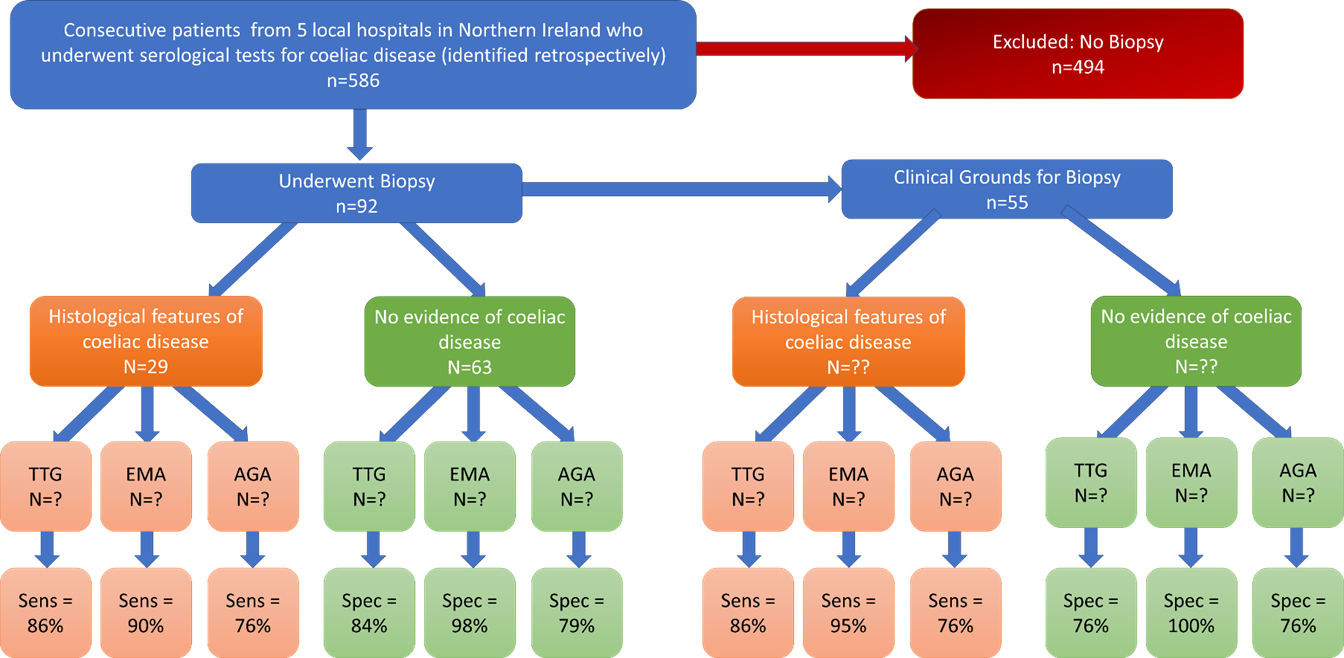 Consecutive patients from 5 local hospitals in Northern Ireland who
underwent serological tests for coeliac disease (identified retrospectively)
n=586
Excluded: No Biopsy
n=494
Underwent Biopsy
n=92
Clinical Grounds for Biopsy
n=55
Histological features of
coeliac disease
N=29
No evidence of coeliac
disease
N=63
Histological features of
coeliac disease
N=??
No evidence of coeliac
disease
N=??
TTG
N=?
EMA
N=?
AGA
N=?
TTG
N=?
EMA
N=?
AGA
N=?
TTG
N=?
EMA
N=?
AGA
N=?
TTG
N=?
EMA
N=?
AGA
N=?
Sens =
86%
Sens =
90%
Sens =
76%
Spec =
84%
Spec =
98%
Spec =
79%
Sens =
86%
Sens =
95%
Sens =
76%
Spec =
76%
Spec =
100%
Spec =
76%